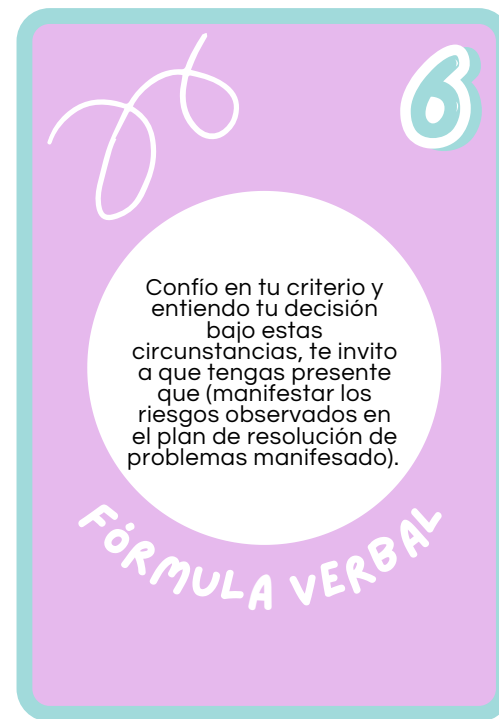 6
Confío en tu criterio y
entiendo tu decisión
bajo estas
circunstancias, te invito
a que tengas presente
que (manifestar los
riesgos observados en
el plan de resolución de
problemas manifesado).
FÓRMULA VERBAL